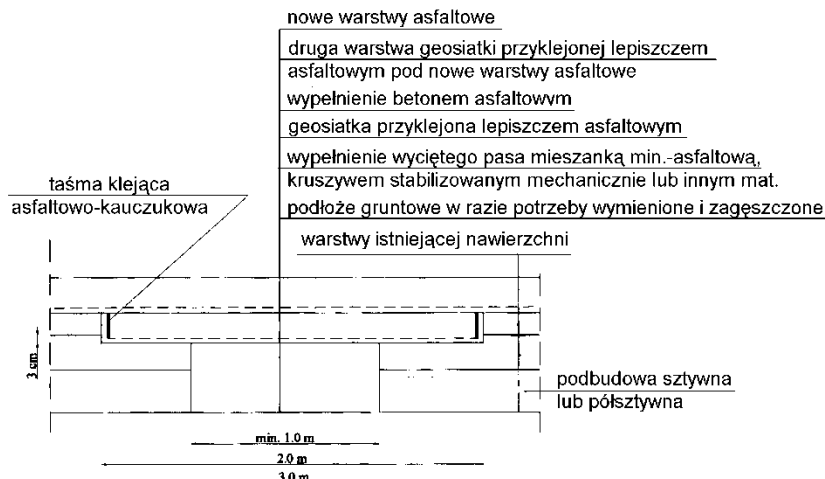 nowe warstwy asfaltowe
druga warstwa geosiatki przyklejonej lepiszczem
asfaltowym pod nowe warstwy asfaltowe
wypełnienie betonem asfaltowym
geosiatka przyklejona lepiszczem asfaltowym
wypełnienie wyciętego pasa mieszanką min.-asfaltową,
kruszywem stabilizowanym mechanicznie lub innym mat.
podłoże gruntowe w razie potrzeby wymienione i zagęszczone
warstwy istniejącej nawierzchni
taśma klejąca
asfaltowo-kauczukowa
3 cm
podbudowa sztywna
lub półsztywna
min. 1.0 m
2.0 m
3.0 m